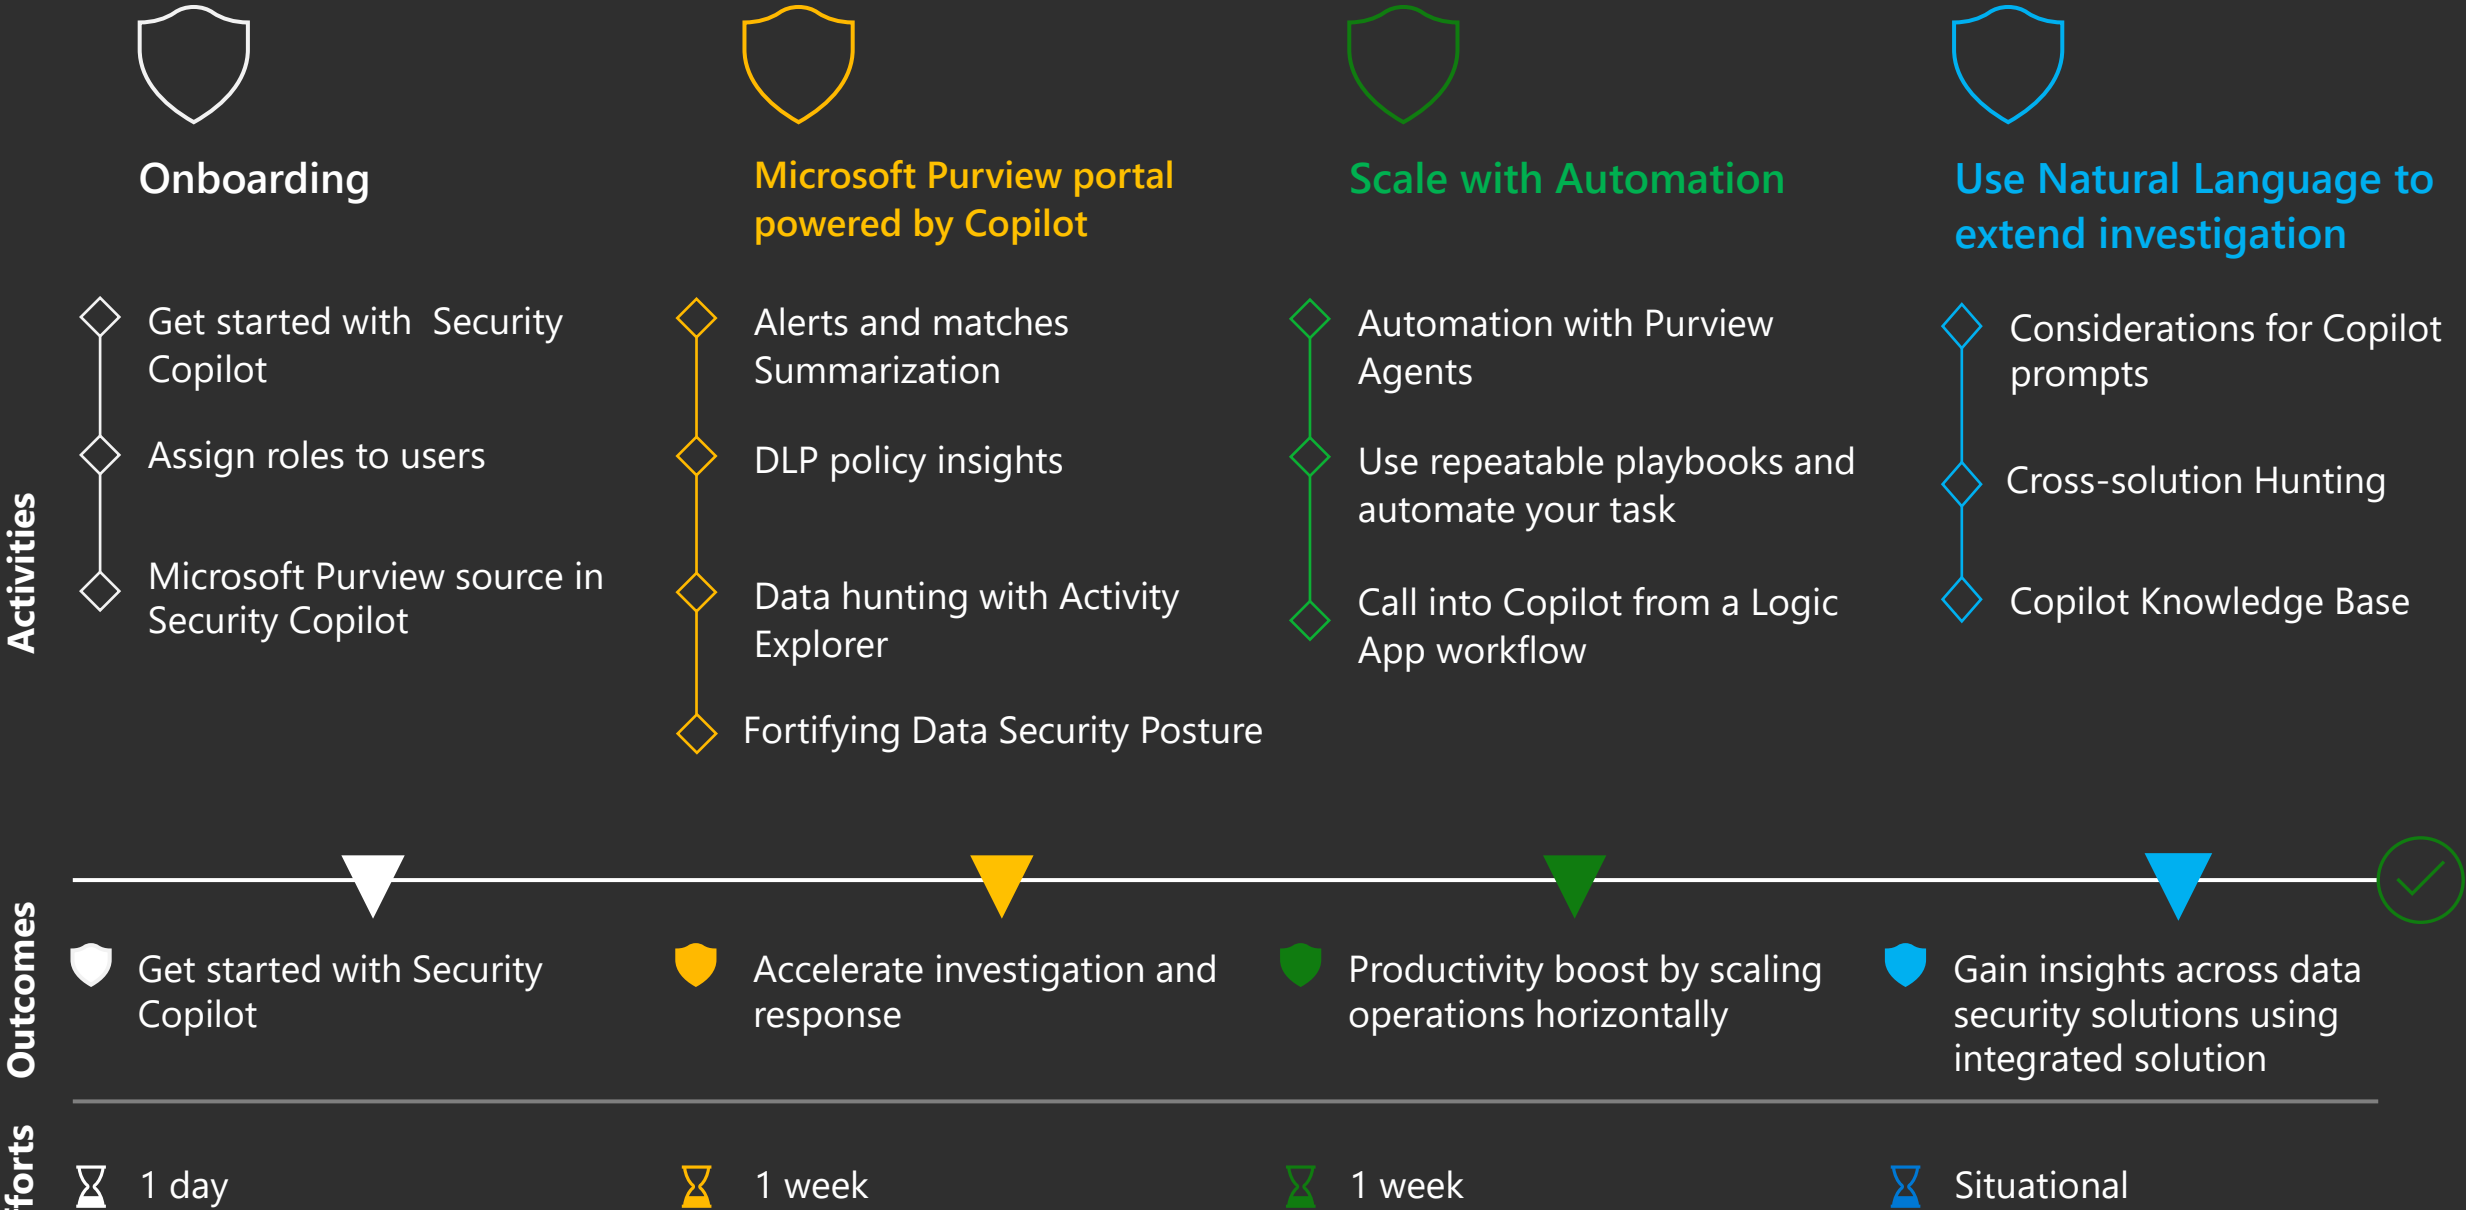 Onboarding
Microsoft Purview portal
powered by Copilot
Scale with Automation
Use Natural Language to
extend investigation
Activities
Get started with  Security
Copilot
Assign roles to users
Microsoft Purview source in
Security Copilot
Alerts and matches
Summarization
DLP policy insights
Data hunting with Activity
Explorer
Fortifying Data Security Posture
Automation with Purview
Agents
Use repeatable playbooks and
automate your task
Call into Copilot from a Logic
App workflow
Considerations for Copilot
prompts
Cross-solution Hunting
Copilot Knowledge Base
Outcomes
Get started with Security
Copilot
Accelerate investigation and
response
Productivity boost by scaling
operations horizontally
Gain insights across data
security solutions using
integrated solution
fforts
1 day
1 week
1 week
Situational